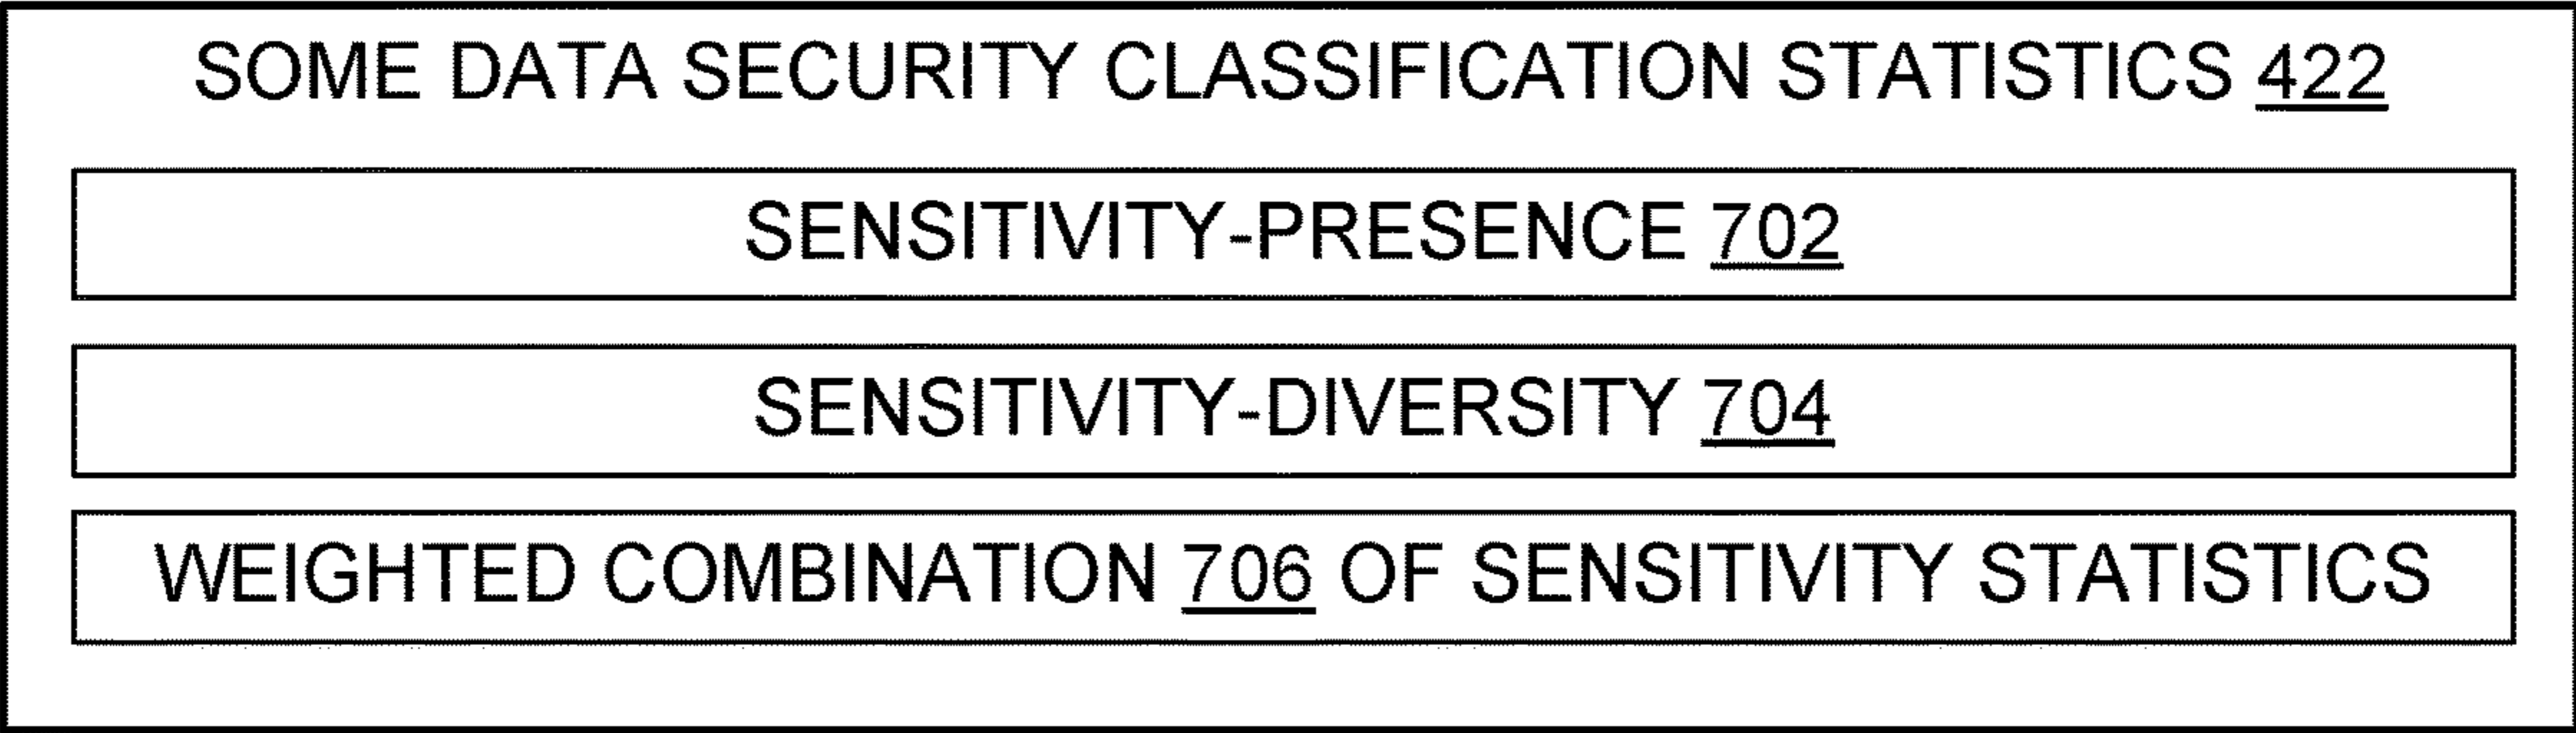 SOME DATA SECURITY CLASSIFICATION STATISTICS 422
SENSITIVITY-PRESENCE 702
SENSITIVITY-DIVERSITY 704
WEIGHTED COMBINATION 706 OF SENSITIVITY STATISTICS